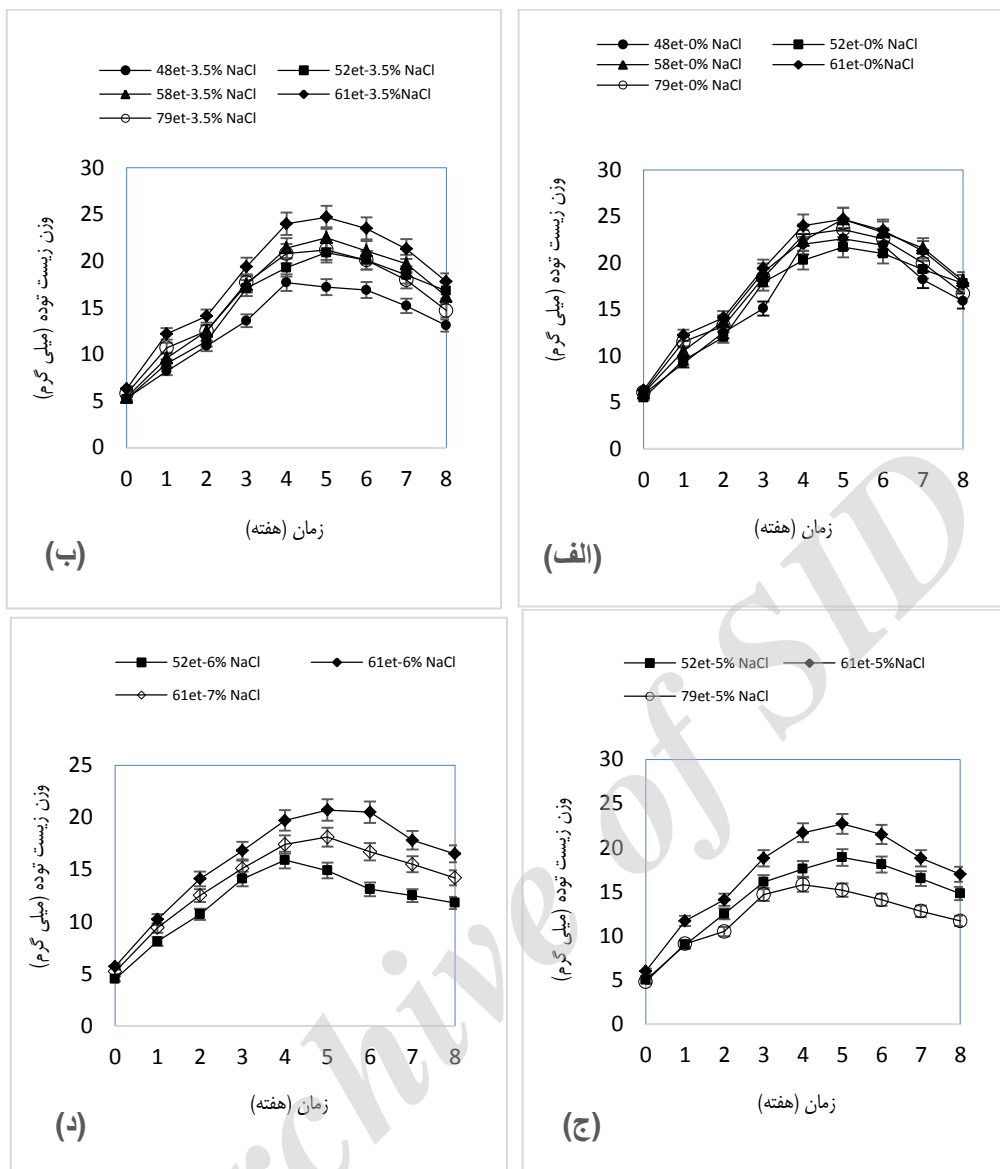 48et-0% NaCl 52et-0% NaCl
58et-0% NaCl 61et-0%NaCl
79et-0% NaCl
وزن زیست توده (میلی گرم)
30
25
20
15
10
5
0
0 1 2 3 4 5 6 7 8
زمان (هفته)
(الف)
48et-3.5% NaCl 52et-3.5% NaCl
58et-3.5% NaCl 61et-3.5%NaCl
79et-3.5% NaCl
وزن زیست توده (میلی گرم)
30
25
20
15
10
5
0
0 1 2 3 4 5 6 7 8
زمان (هفته)
(ب)
52et-5% NaCl 61et-5%NaCl
79et-5% NaCl
وزن زیست توده (میلی گرم)
30
25
20
15
10
5
0
0 1 2 3 4 5 6 7 8
زمان (هفته)
(ج)
52et-6% NaCl 61et-6% NaCl
61et-7% NaCl
وزن زیست توده (میلی گرم)
25
20
15
10
5
0
0 1 2 3 4 5 6 7 8
زمان (هفته)
(د)
Archive of SID